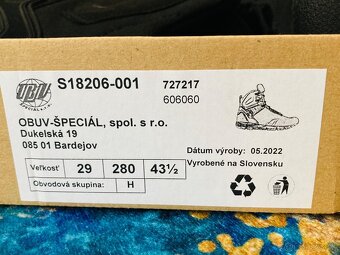 OBUV
ŠPECIÁL s.r.o.
S18206-001
727217
606060
OBUV-ŠPECIÁL, spol. s r.o.
Dukelská 19
085 01 Bardejov
Dátum výroby: 05.2022
Vyrobené na Slovensku
Veľkosť 29 280 43½
Obvodová skupina: H